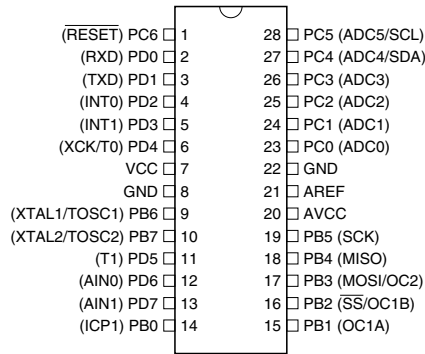 (RESET) PC6 1 28 PC5 (ADC5/SCL)
(RXD) PD0 2 27 PC4 (ADC4/SDA)
(TXD) PD1 3 26 PC3 (ADC3)
(INT0) PD2 4 25 PC2 (ADC2)
(INT1) PD3 5 24 PC1 (ADC1)
(XCK/T0) PD4 6 23 PC0 (ADC0)
VCC 7 22 GND
GND 8 21 AREF
(XTAL1/TOSC1) PB6 9 20 AVCC
(XTAL2/TOSC2) PB7 10 19 PB5 (SCK)
(T1) PD5 11 18 PB4 (MISO)
(AIN0) PD6 12 17 PB3 (MOSI/OC2)
(AIN1) PD7 13 16 PB2 (SS/OC1B)
(ICP1) PB0 14 15 PB1 (OC1A)